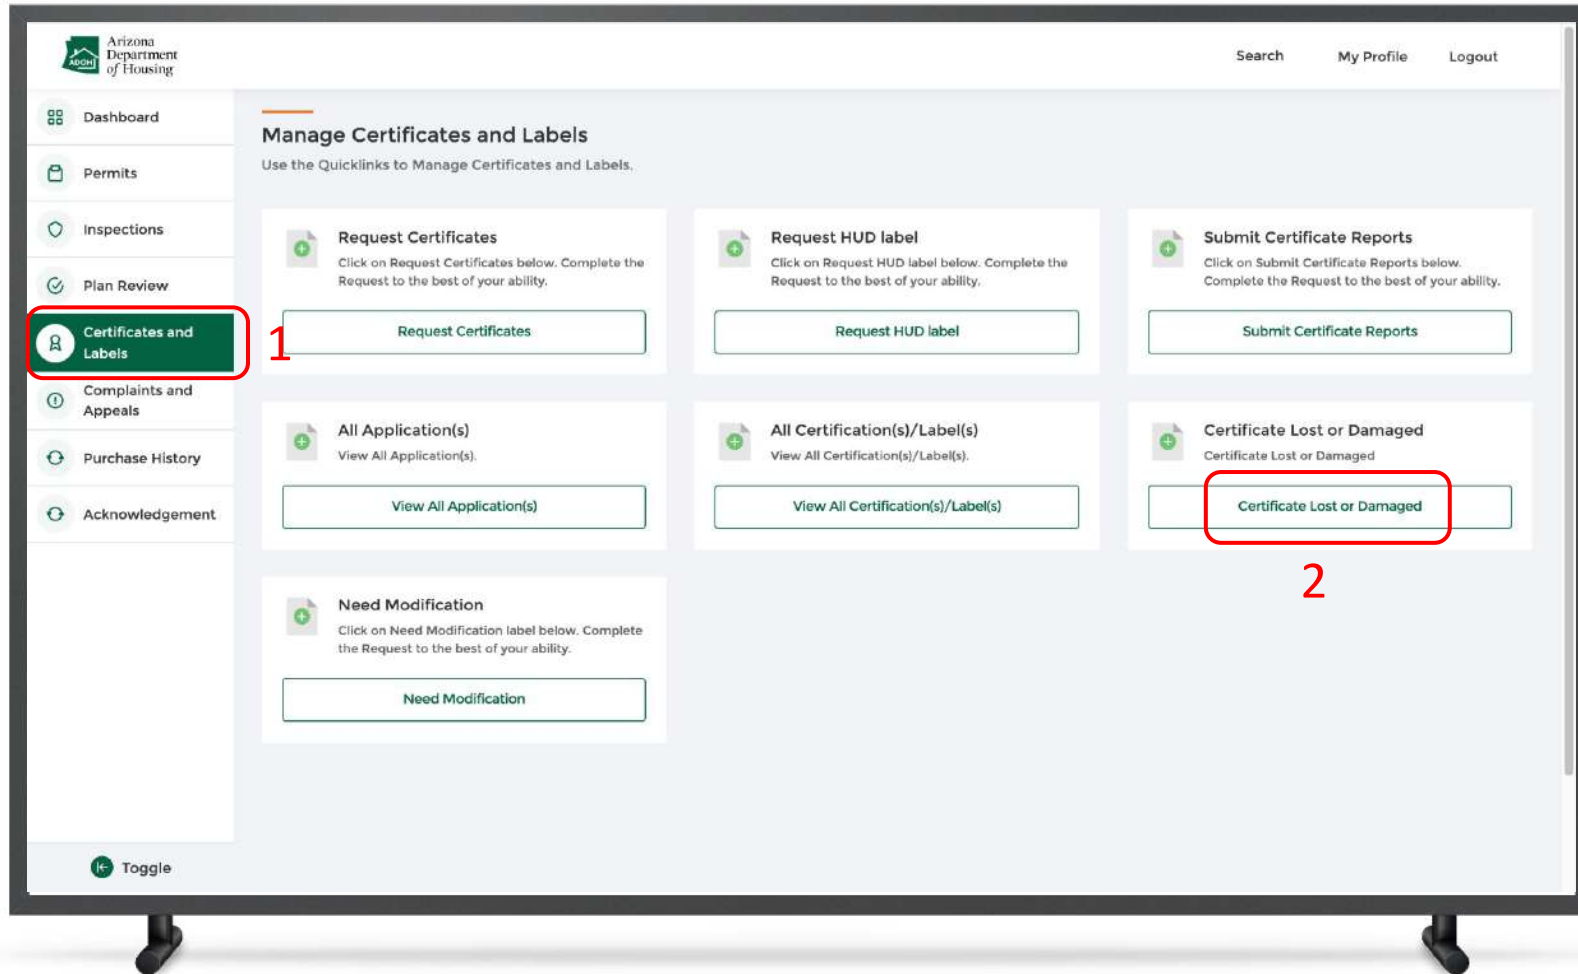 Arizona
Department
of Housing
ADOH
Search
My Profile
Logout
Dashboard
Permits
Inspections
Plan Review
Certificates and
Labels
1
Complaints and
Appeals
Purchase History
Acknowledgement
Toggle
Manage Certificates and Labels
Use the Quicklinks to Manage Certificates and Labels.
Request Certificates
Click on Request Certificates below. Complete the
Request to the best of your ability.
Request Certificates
Request HUD label
Click on Request HUD label below. Complete the
Request to the best of your ability.
Request HUD label
Submit Certificate Reports
Click on Submit Certificate Reports below.
Complete the Request to the best of your ability.
Submit Certificate Reports
All Application(s)
View All Application(s).
View All Application(s)
All Certification(s)/Label(s)
View All Certification(s)/Label(s).
View All Certification(s)/Label(s)
Certificate Lost or Damaged
Certificate Lost or Damaged
Certificate Lost or Damaged
2
Need Modification
Click on Need Modification label below. Complete
the Request to the best of your ability.
Need Modification